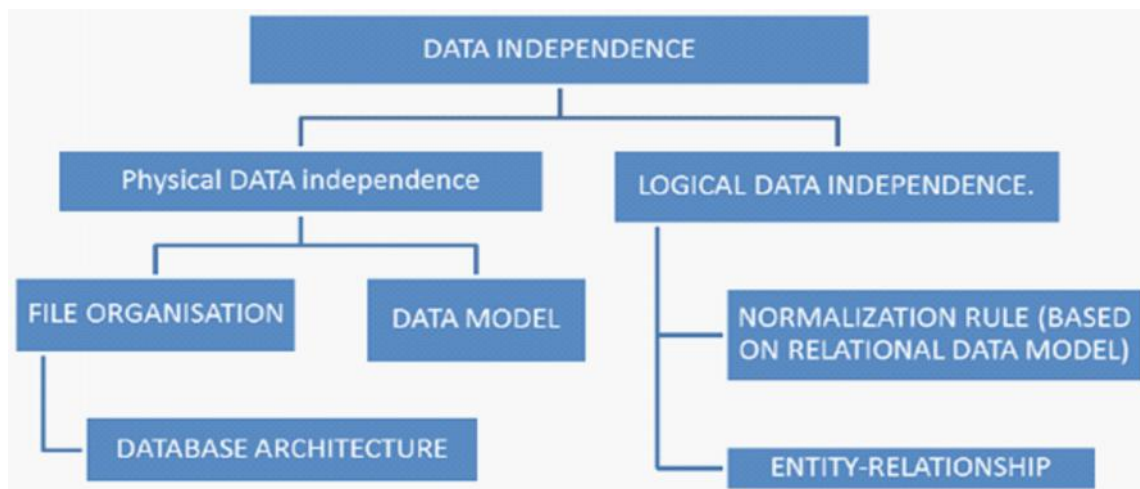 DATA INDEPENDENCE
Physical DATA independence
LOGICAL DATA INDEPENDENCE.
FILE ORGANISATION
DATA MODEL
NORMALIZATION RULE (BASED
ON RELATIONAL DATA MODEL)
DATABASE ARCHITECTURE
ENTITY-RELATIONSHIP